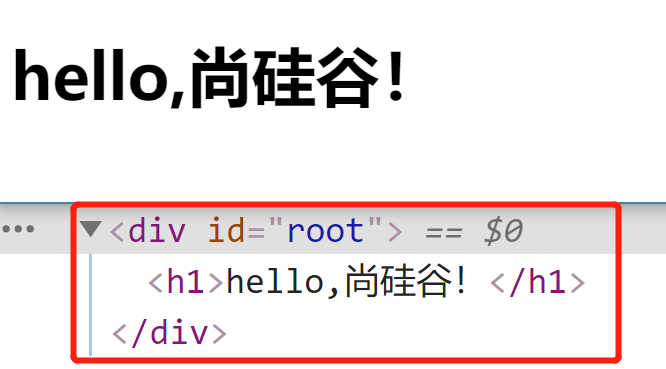 hello,尚硅谷！
••• ▼<div id="root"> == $0
<h1>hello,尚硅谷！</h1>
</div>